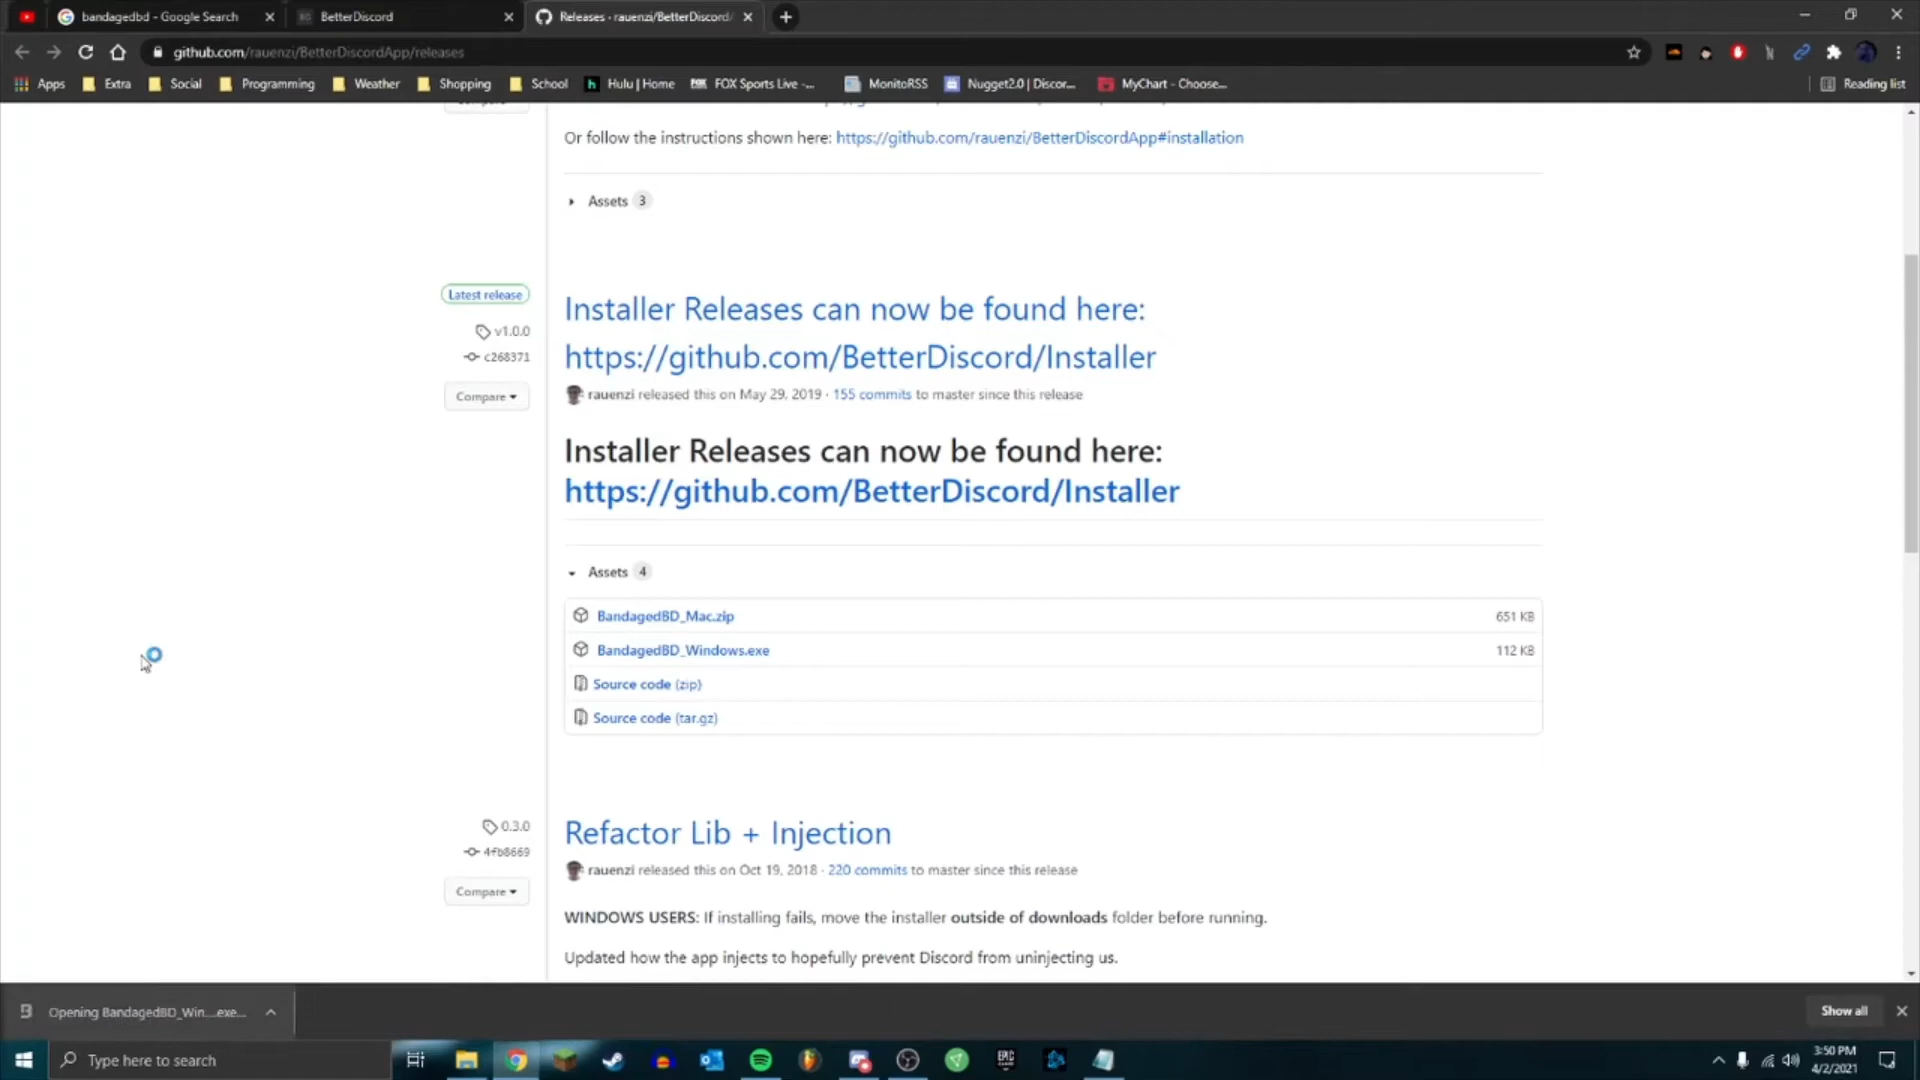 bandagedbd - Google Search
BetterDiscord
Releases · rauenzi/BetterDiscord/
github.com/rauenzi/BetterDiscordApp/releases
Apps
Extra
Social
Programming
Weather
Shopping
School
Hulu | Home
FOX Sports Live -...
MonitoRSS
Nugget2.0 | Discor...
MyChart - Choose...
Reading list
Or follow the instructions shown here: https://github.com/rauenzi/BetterDiscordApp#installation
Assets 3
Latest release
v1.0.0
c268371
Compare
Installer Releases can now be found here:
https://github.com/BetterDiscord/Installer
rauenzi released this on May 29, 2019 · 155 commits to master since this release
Installer Releases can now be found here:
https://github.com/BetterDiscord/Installer
Assets 4
BandagedBD_Mac.zip 651 KB
BandagedBD_Windows.exe 112 KB
Source code (zip)
Source code (tar.gz)
0.3.0
4fb8669
Compare
Refactor Lib + Injection
rauenzi released this on Oct 19, 2018 · 220 commits to master since this release
WINDOWS USERS: If installing fails, move the installer outside of downloads folder before running.
Updated how the app injects to hopefully prevent Discord from uninjecting us.
Opening BandagedBD_Win....exe...
Show all
Type here to search
EPIC
3:50 PM
4/2/2021